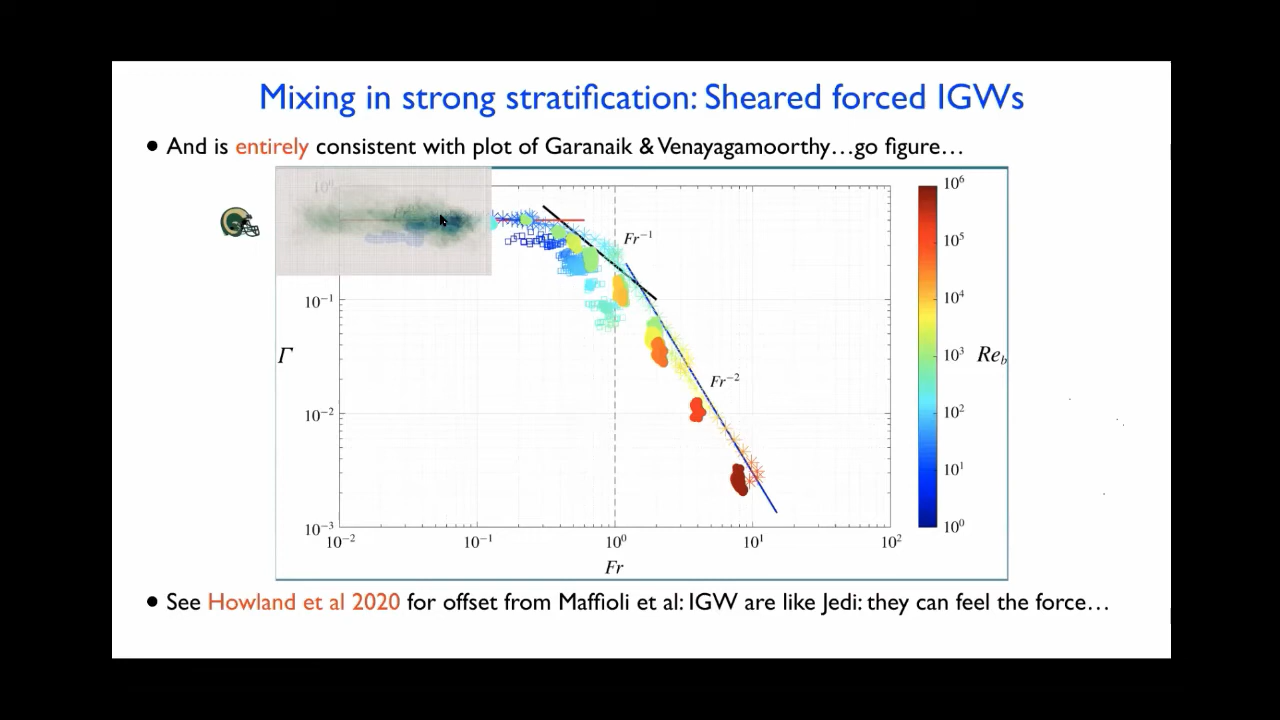 Mixing in strong stratification: Sheared forced IGWs
• And is entirely consistent with plot of Garanaik & Venayagamoorthy…go figure…
10⁰
10⁻¹
10⁻²
10⁻³
Γ
Fr⁻¹
Fr⁻²
10⁻² 10⁻¹ 10⁰ 10¹ 10²
Fr
10⁶
10⁵
10⁴
10³
10²
10¹
10⁰
Re_b
• See Howland et al 2020 for offset from Maffioli et al: IGW are like Jedi: they can feel the force…